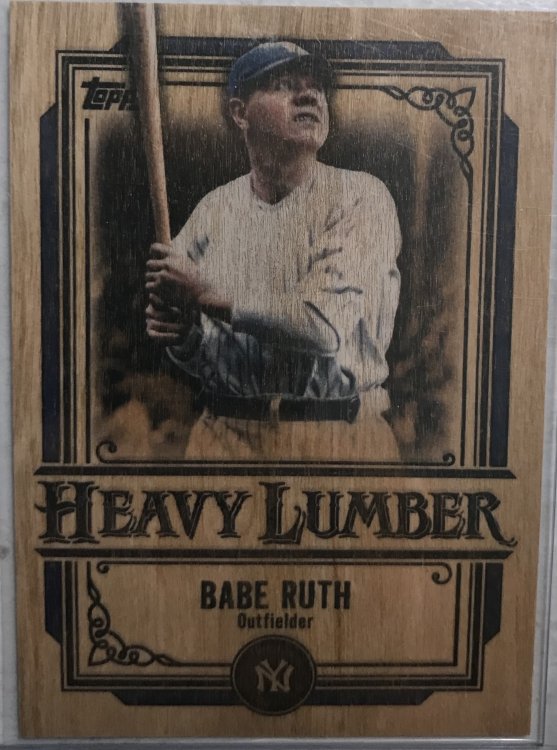 Topps
HEAVY LUMBER
BABE RUTH
Outfielder
NY